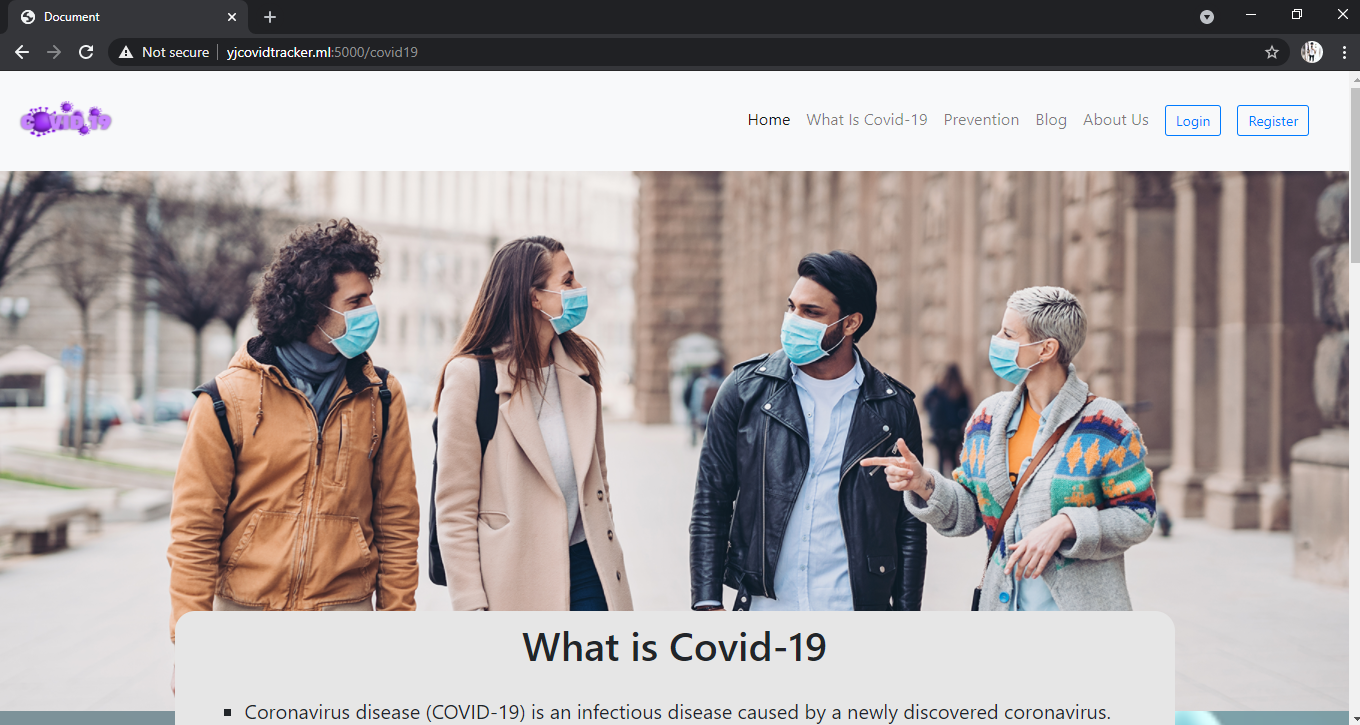 Document
Not secure yjcovidtracker.ml:5000/covid19
COVID 19
Home What Is Covid-19 Prevention Blog About Us Login Register
What is Covid-19
Coronavirus disease (COVID-19) is an infectious disease caused by a newly discovered coronavirus.